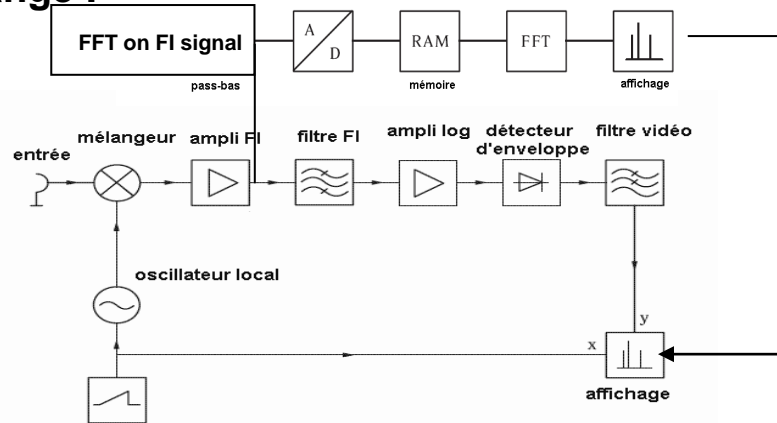 FFT on FI signal
A
D
RAM
FFT
pass-bas
mémoire
affichage
mélangeur
ampli FI
filtre FI
ampli log
détecteur
d'enveloppe
filtre vidéo
entrée
oscillateur local
y
x
affichage